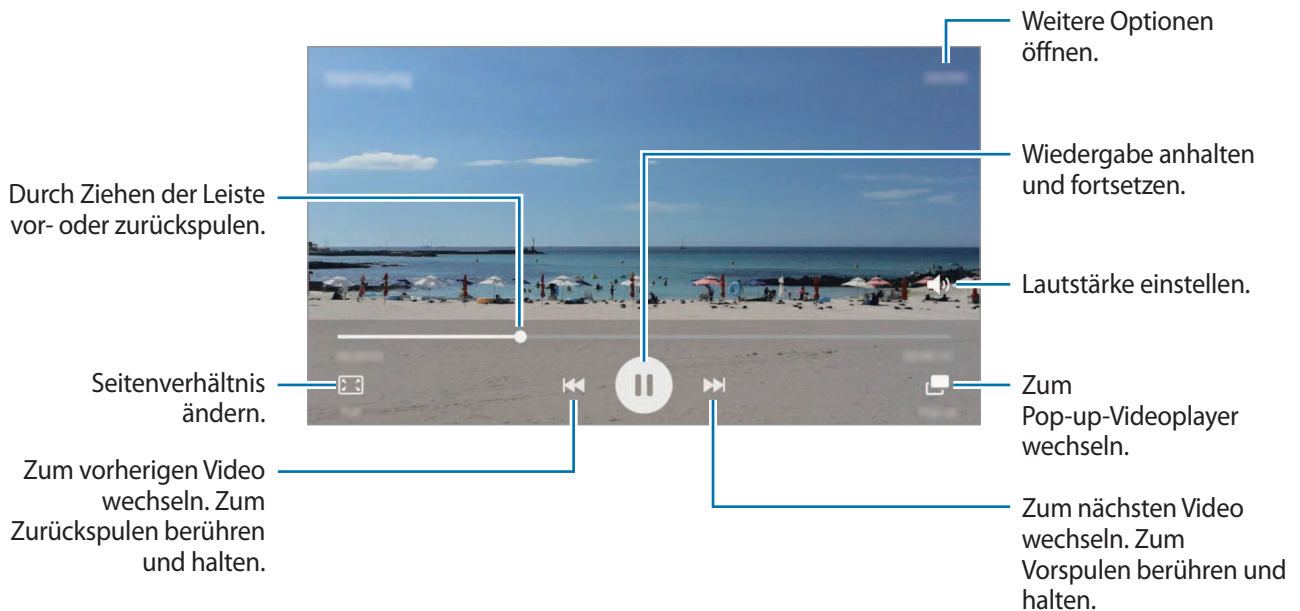 Weitere Optionen
öffnen.
Wiedergabe anhalten
und fortsetzen.
Durch Ziehen der Leiste
vor- oder zurückspulen.
Lautstärke einstellen.
Seitenverhältnis
ändern.
Zum
Pop-up-Videoplayer
wechseln.
Zum vorherigen Video
wechseln. Zum
Zurückspulen berühren
und halten.
Zum nächsten Video
wechseln. Zum
Vorspulen berühren und
halten.